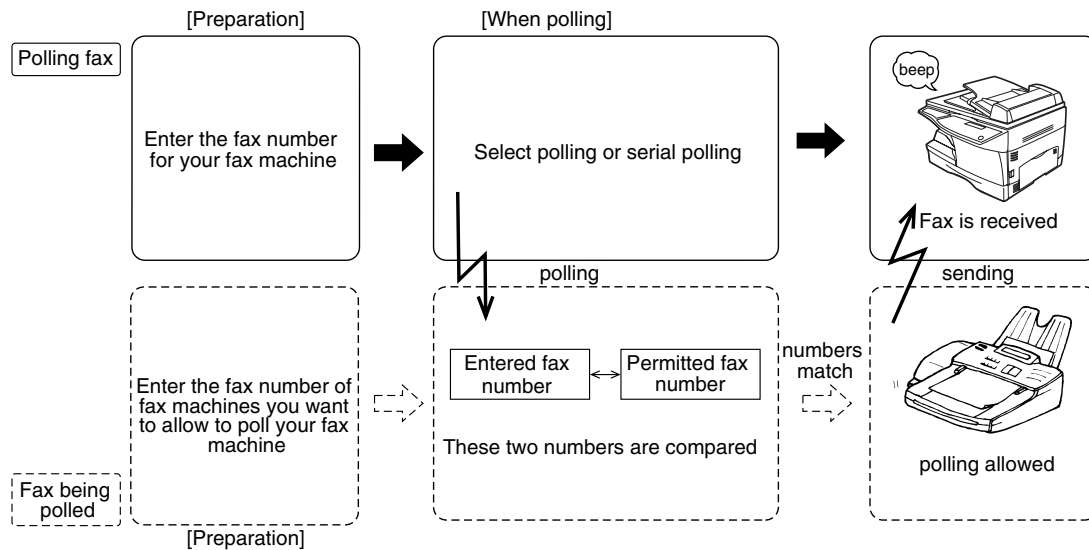 [Preparation]
[When polling]
Polling fax
Enter the fax number
for your fax machine
Select polling or serial polling
beep
Fax is received
polling
sending
Enter the fax number of
fax machines you want
to allow to poll your fax
machine
Entered fax
number
Permitted fax
number
These two numbers are compared
numbers
match
polling allowed
Fax being
polled
[Preparation]